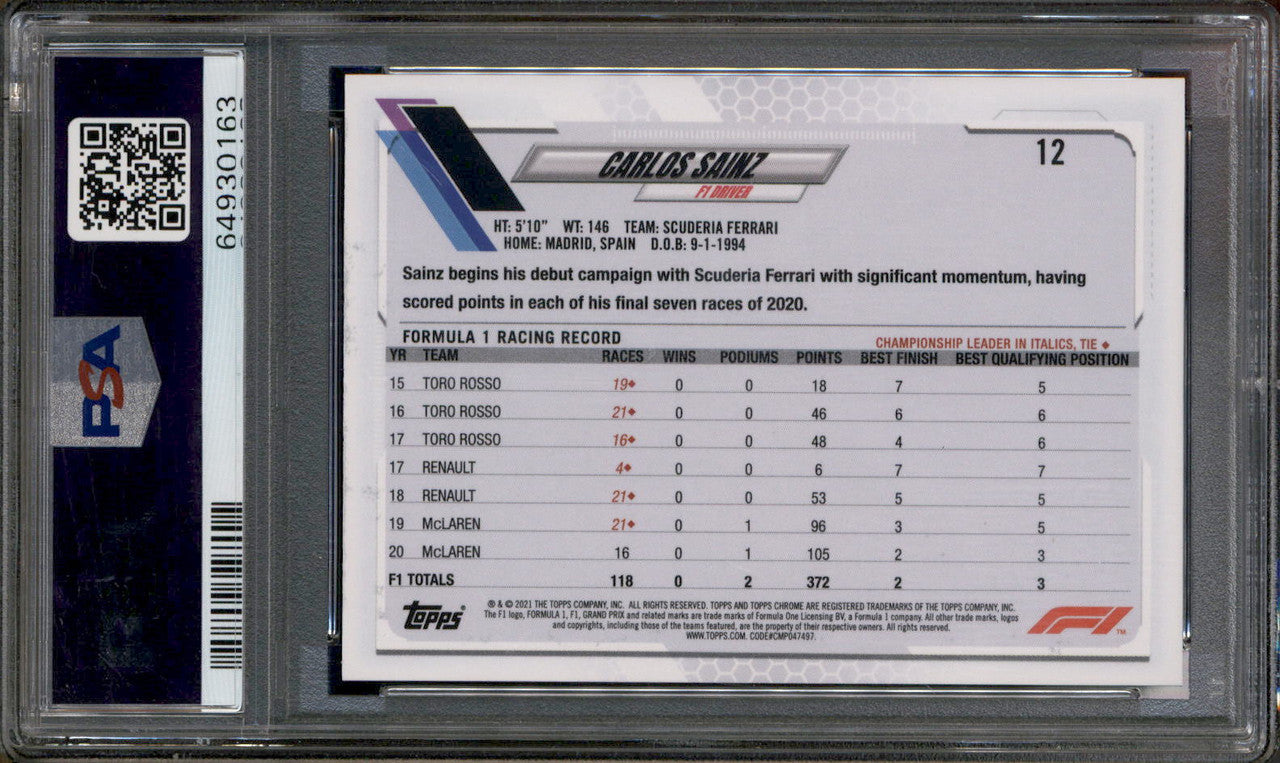 64930163
PSA
12
CARLOS SAINZ
F1 DRIVER
HT: 5'10" WT: 146 TEAM: SCUDERIA FERRARI
HOME: MADRID, SPAIN D.O.B: 9-1-1994
Sainz begins his debut campaign with Scuderia Ferrari with significant momentum, having
scored points in each of his final seven races of 2020.
FORMULA 1 RACING RECORD
CHAMPIONSHIP LEADER IN ITALICS, TIE ♦
YR TEAM RACES WINS PODIUMS POINTS BEST FINISH BEST QUALIFYING POSITION
15 TORO ROSSO 19♦ 0 0 18 7 5
16 TORO ROSSO 21♦ 0 0 46 6 6
17 TORO ROSSO 16♦ 0 0 48 4 6
17 RENAULT 4♦ 0 0 6 7 7
18 RENAULT 21♦ 0 0 53 5 5
19 McLAREN 21♦ 0 1 96 3 5
20 McLAREN 16 0 1 105 2 3
F1 TOTALS 118 0 2 372 2 3
topps
® & © 2021 THE TOPPS COMPANY, INC. ALL RIGHTS RESERVED. TOPPS AND TOPPS CHROME ARE REGISTERED TRADEMARKS OF THE TOPPS COMPANY, INC.
The F1 logo, FORMULA 1, F1, GRAND PRIX and related marks are trade marks of Formula One Licensing BV, a Formula 1 company. All other trade marks, logos
and copyrights, including those of the teams featured, are the property of their respective owners. All rights reserved.
WWW.TOPPS.COM. CODE#CMP047497.
F1 TM